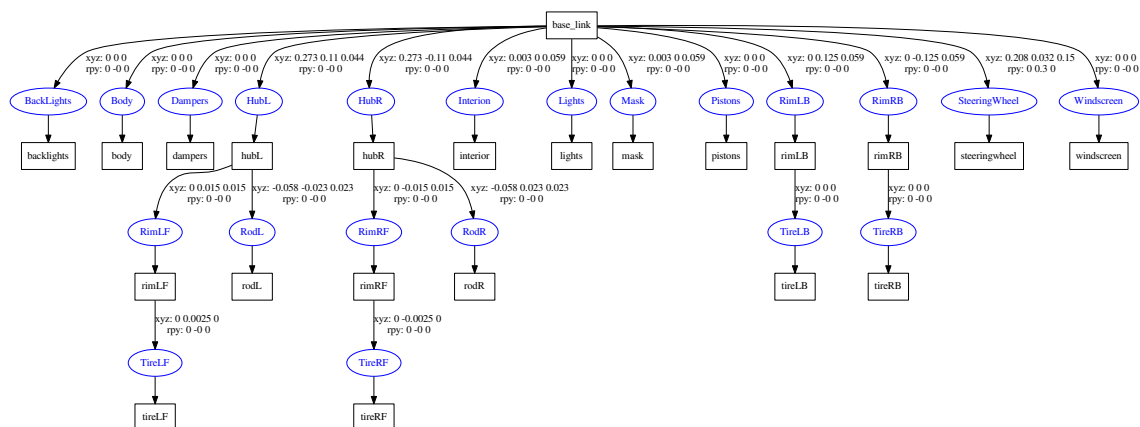 base_link
xyz: 0 0 0
rpy: 0 -0 0
xyz: 0 0 0
rpy: 0 -0 0
xyz: 0 0 0
rpy: 0 -0 0
xyz: 0.273 0.11 0.044
rpy: 0 -0 0
xyz: 0.273 -0.11 0.044
rpy: 0 -0 0
xyz: 0.003 0 0.059
rpy: 0 -0 0
xyz: 0 0 0
rpy: 0 -0 0
xyz: 0.003 0 0.059
rpy: 0 -0 0
xyz: 0 0 0
rpy: 0 -0 0
xyz: 0 0.125 0.059
rpy: 0 -0 0
xyz: 0 -0.125 0.059
rpy: 0 -0 0
xyz: 0.208 0.032 0.15
rpy: 0 0.3 0
xyz: 0 0 0
rpy: 0 -0 0
BackLights
Body
Dampers
HubL
HubR
Interion
Lights
Mask
Pistons
RimLB
RimRB
SteeringWheel
Windscreen
backlights
body
dampers
hubL
hubR
interior
lights
mask
pistons
rimLB
rimRB
steeringwheel
windscreen
xyz: 0 0.015 0.015
rpy: 0 -0 0
xyz: -0.058 -0.023 0.023
rpy: 0 -0 0
xyz: 0 -0.015 0.015
rpy: 0 -0 0
xyz: -0.058 0.023 0.023
rpy: 0 -0 0
xyz: 0 0 0
rpy: 0 -0 0
xyz: 0 0 0
rpy: 0 -0 0
RimLF
RodL
RimRF
RodR
TireLB
TireRB
rimLF
rodL
rimRF
rodR
tireLB
tireRB
xyz: 0 0.0025 0
rpy: 0 -0 0
xyz: 0 -0.0025 0
rpy: 0 -0 0
TireLF
TireRF
tireLF
tireRF